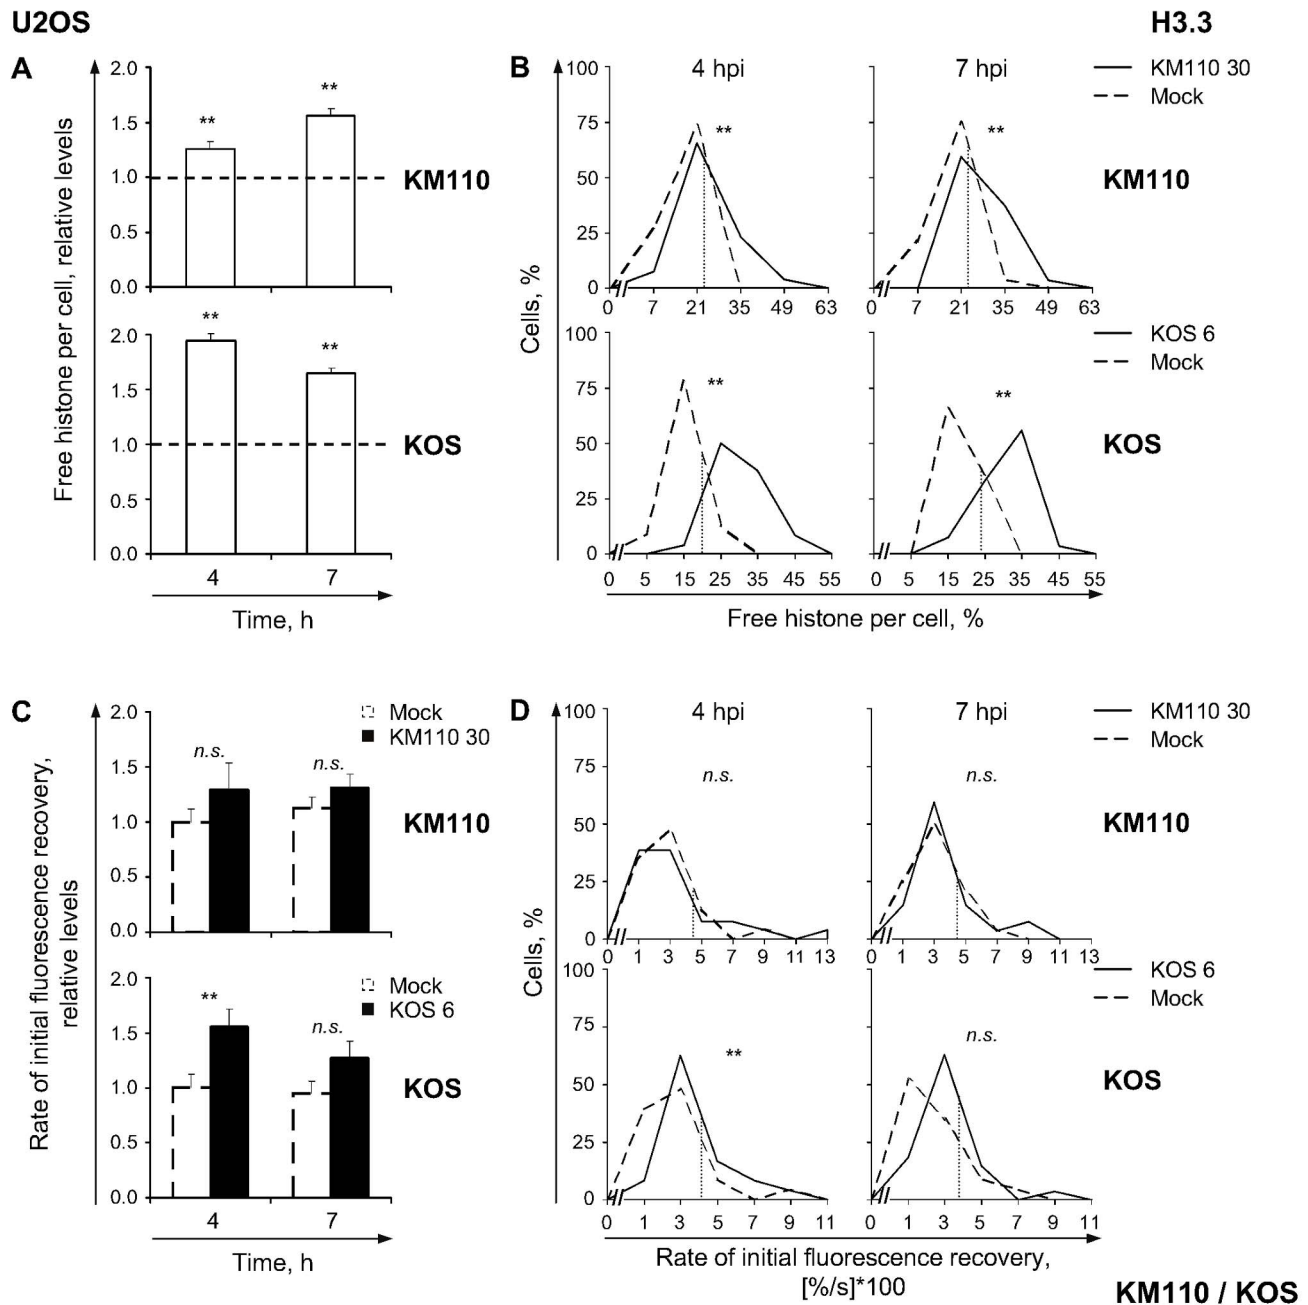 U2OS
H3.3
A
2.0
1.5
1.0
0.5
0.0
**
**
KM110
2.0
1.5
1.0
0.5
0.0
**
**
KOS
4
7
Time, h
Free histone per cell, relative levels
B
4 hpi
7 hpi
KM110 30
Mock
100
75
50
25
0
**
**
KM110
0 7 21 35 49 63
0 7 21 35 49 63
KOS 6
Mock
100
75
50
25
0
**
**
KOS
0 5 15 25 35 45 55
0 5 15 25 35 45 55
Cells, %
Free histone per cell, %
C
Mock
KM110 30
2.0
1.5
1.0
0.5
0.0
n.s.
n.s.
KM110
Mock
KOS 6
2.0
1.5
1.0
0.5
0.0
**
n.s.
KOS
4
7
Time, h
Rate of initial fluorescence recovery,
relative levels
D
4 hpi
7 hpi
KM110 30
Mock
100
75
50
25
0
n.s.
n.s.
KM110
0 1 3 5 7 9 11 13
0 1 3 5 7 9 11 13
KOS 6
Mock
100
75
50
25
0
**
n.s.
KOS
0 1 3 5 7 9 11
0 1 3 5 7 9 11
Cells, %
Rate of initial fluorescence recovery,
[%/s]*100
KM110 / KOS